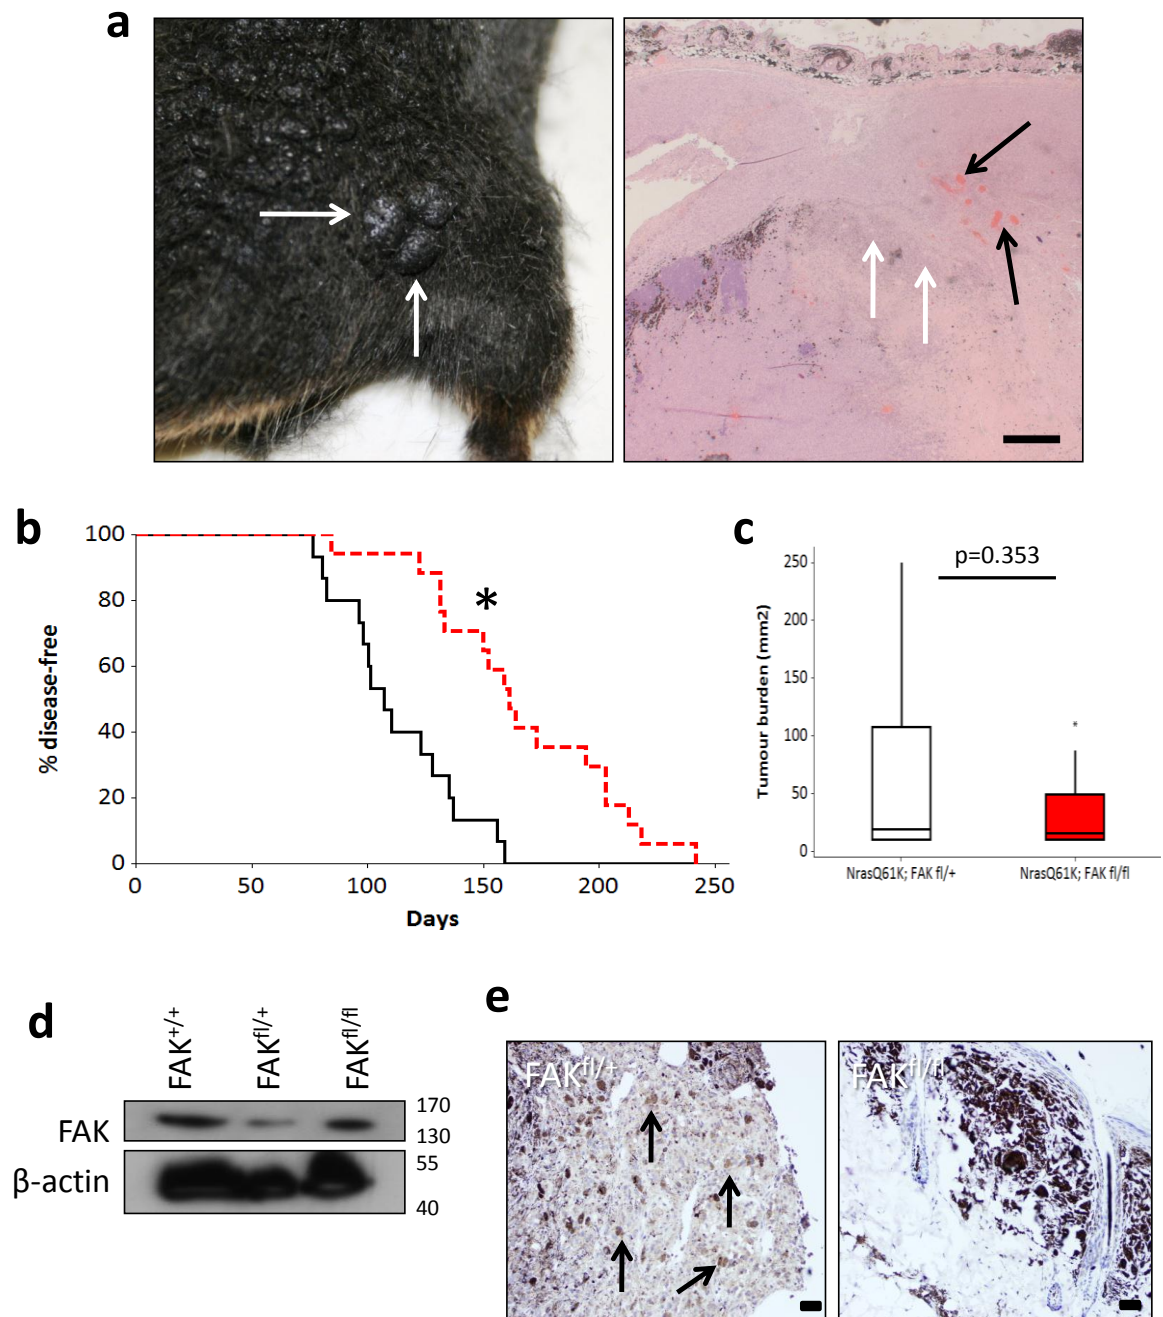 a
b
100
80
60
40
20
0
% disease-free
*
0 50 100 150 200 250
Days
c
p=0.353
250
200
150
100
50
0
Tumour burden (mm2)
*
NrasQ61K; FAK fl/+ NrasQ61K; FAK fl/fl
d
FAK+/+ FAKfl/+ FAKfl/fl
FAK
170
130
β-actin
55
40
e
FAKfl/+ FAKfl/fl